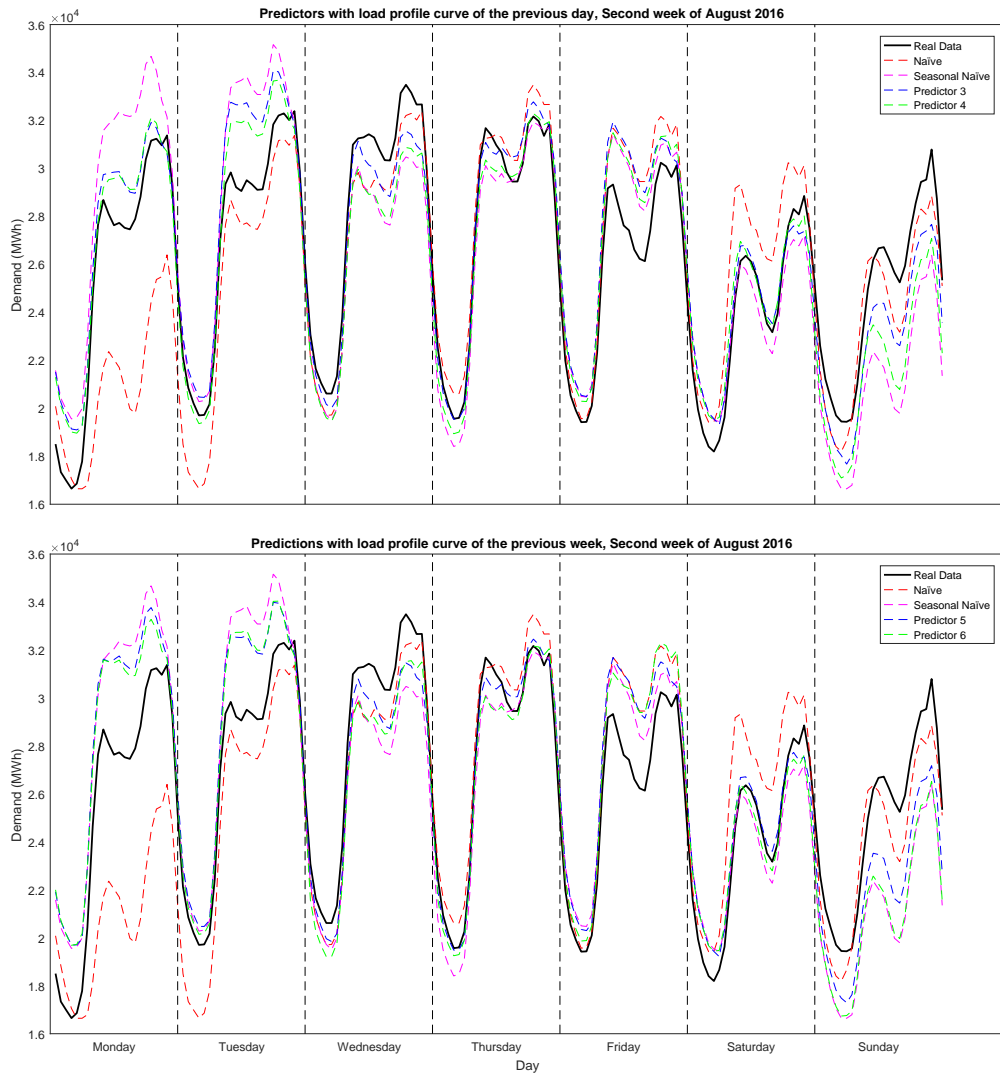 Predictors with load profile curve of the previous day, Second week of August 2016
×10⁴
3.6
3.4
3.2
3
2.8
2.6
2.4
2.2
2
1.8
1.6
Demand (MWh)
Real Data
Naïve
Seasonal Naïve
Predictor 3
Predictor 4
Predictions with load profile curve of the previous week, Second week of August 2016
×10⁴
3.6
3.4
3.2
3
2.8
2.6
2.4
2.2
2
1.8
1.6
Demand (MWh)
Real Data
Naïve
Seasonal Naïve
Predictor 5
Predictor 6
Monday Tuesday Wednesday Thursday Friday Saturday Sunday
Day